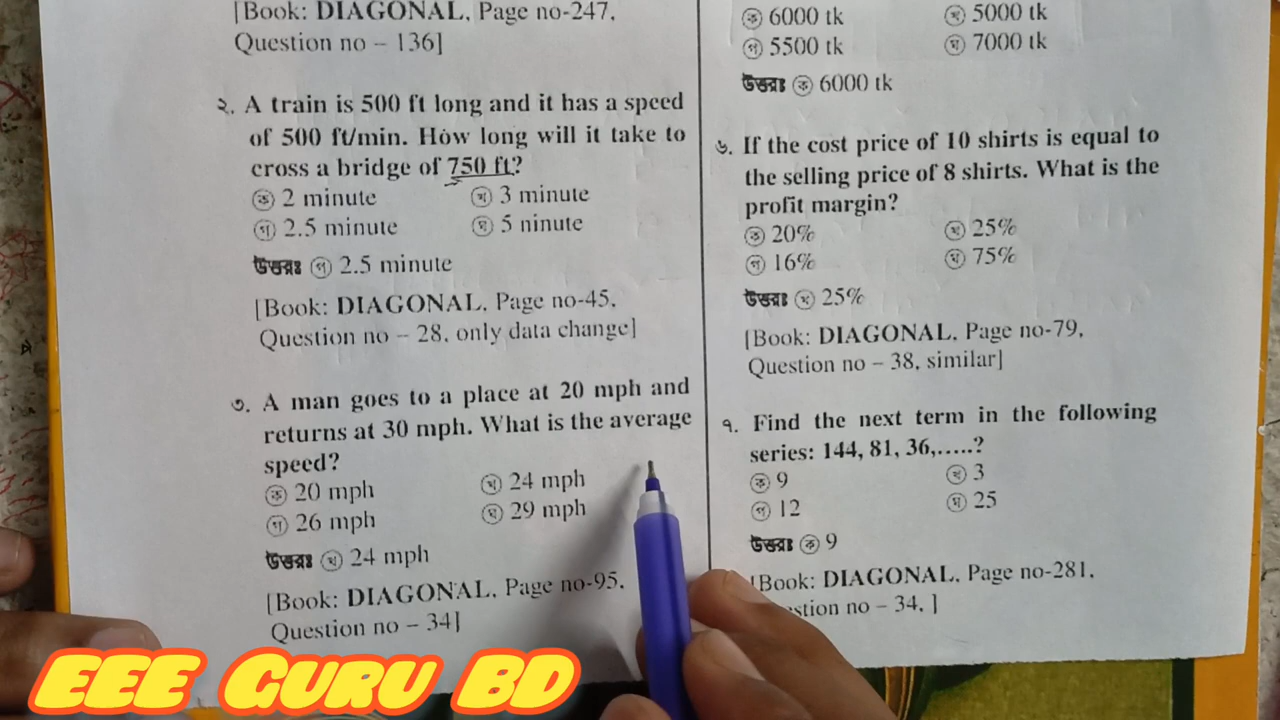 [Book: DIAGONAL, Page no-247,
Question no – 136]
২. A train is 500 ft long and it has a speed
of 500 ft/min. How long will it take to
cross a bridge of 750 ft?
ক 2 minute খ 3 minute
গ 2.5 minute ঘ 5 ninute
উত্তরঃ গ 2.5 minute
[Book: DIAGONAL, Page no-45,
Question no – 28, only data change]
৩. A man goes to a place at 20 mph and
returns at 30 mph. What is the average
speed?
ক 20 mph খ 24 mph
গ 26 mph ঘ 29 mph
উত্তরঃ খ 24 mph
[Book: DIAGONAL, Page no-95,
Question no – 34]
ক 6000 tk খ 5000 tk
গ 5500 tk ঘ 7000 tk
উত্তরঃ ক 6000 tk
৬. If the cost price of 10 shirts is equal to
the selling price of 8 shirts. What is the
profit margin?
ক 20% খ 25%
গ 16% ঘ 75%
উত্তরঃ খ 25%
[Book: DIAGONAL, Page no-79,
Question no – 38, similar]
৭. Find the next term in the following
series: 144, 81, 36,.....?
ক 9 খ 3
গ 12 ঘ 25
উত্তরঃ ক 9
[Book: DIAGONAL, Page no-281,
stion no – 34, ]
EEE GURU BD